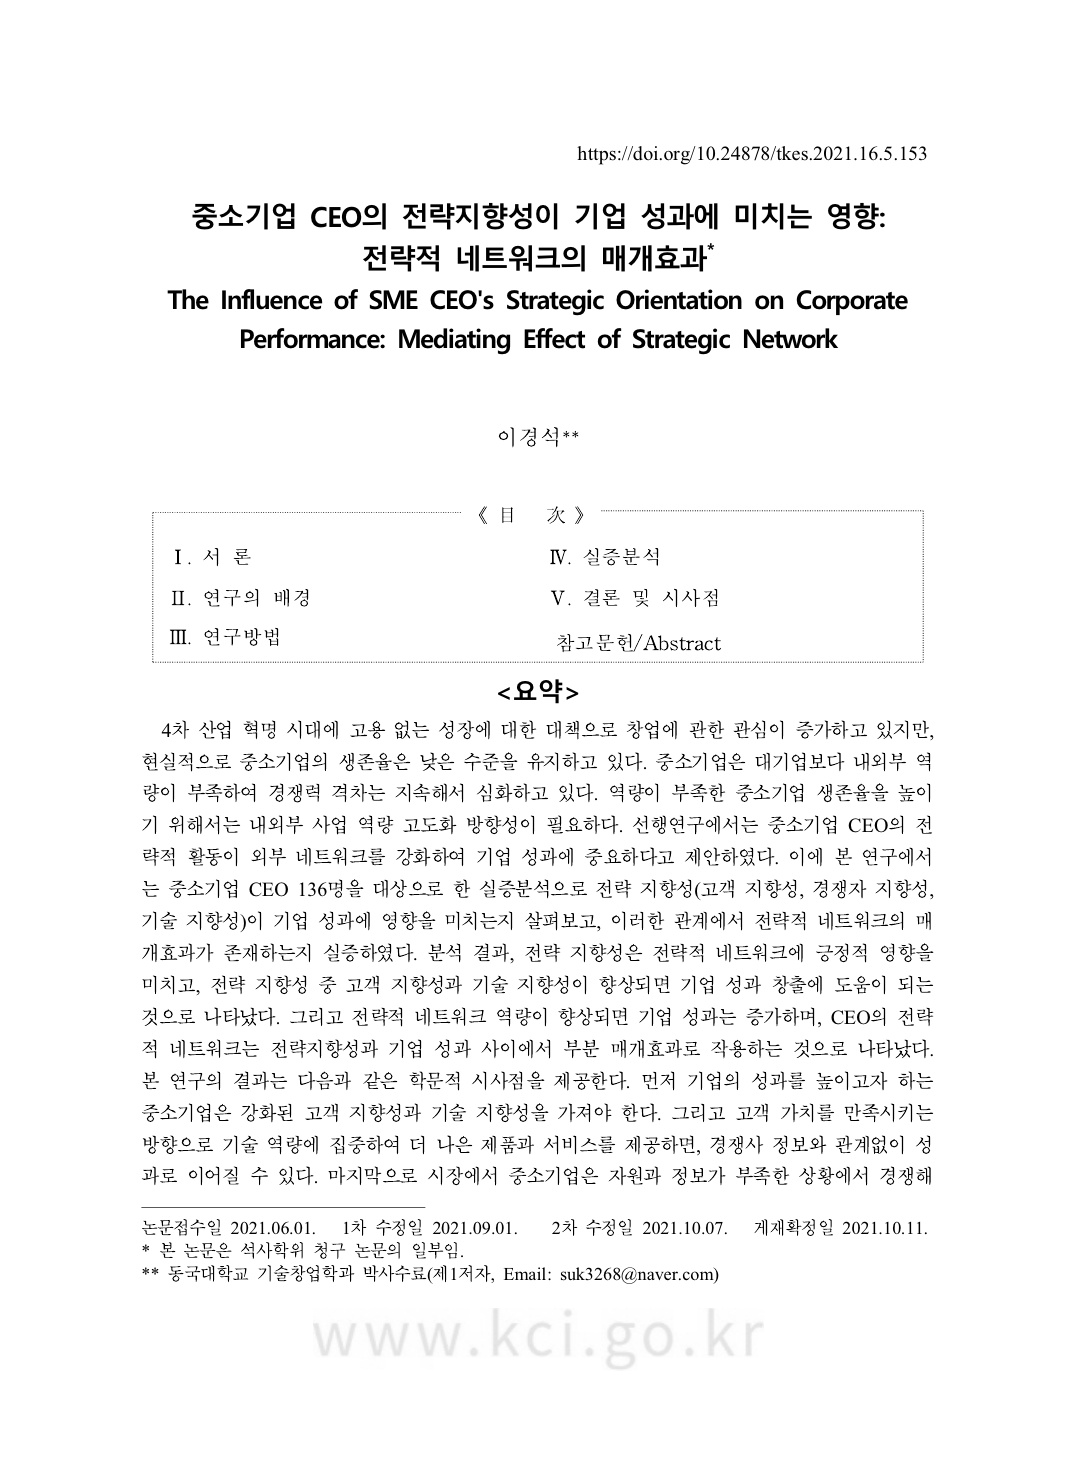 https://doi.org/10.24878/tkes.2021.16.5.153
중소기업 CEO의 전략지향성이 기업 성과에 미치는 영향:
전략적 네트워크의 매개효과*
The Influence of SME CEO's Strategic Orientation on Corporate
Performance: Mediating Effect of Strategic Network
이경석**
《 目 次 》
Ⅰ. 서 론
Ⅱ. 연구의 배경
Ⅲ. 연구방법
Ⅳ. 실증분석
Ⅴ. 결론 및 시사점
참고문헌/Abstract
<요약>
4차 산업 혁명 시대에 고용 없는 성장에 대한 대책으로 창업에 관한 관심이 증가하고 있지만,
현실적으로 중소기업의 생존율은 낮은 수준을 유지하고 있다. 중소기업은 대기업보다 내외부 역
량이 부족하여 경쟁력 격차는 지속해서 심화하고 있다. 역량이 부족한 중소기업 생존율을 높이
기 위해서는 내외부 사업 역량 고도화 방향성이 필요하다. 선행연구에서는 중소기업 CEO의 전
략적 활동이 외부 네트워크를 강화하여 기업 성과에 중요하다고 제안하였다. 이에 본 연구에서
는 중소기업 CEO 136명을 대상으로 한 실증분석으로 전략 지향성(고객 지향성, 경쟁자 지향성,
기술 지향성)이 기업 성과에 영향을 미치는지 살펴보고, 이러한 관계에서 전략적 네트워크의 매
개효과가 존재하는지 실증하였다. 분석 결과, 전략 지향성은 전략적 네트워크에 긍정적 영향을
미치고, 전략 지향성 중 고객 지향성과 기술 지향성이 향상되면 기업 성과 창출에 도움이 되는
것으로 나타났다. 그리고 전략적 네트워크 역량이 향상되면 기업 성과는 증가하며, CEO의 전략
적 네트워크는 전략지향성과 기업 성과 사이에서 부분 매개효과로 작용하는 것으로 나타났다.
본 연구의 결과는 다음과 같은 학문적 시사점을 제공한다. 먼저 기업의 성과를 높이고자 하는
중소기업은 강화된 고객 지향성과 기술 지향성을 가져야 한다. 그리고 고객 가치를 만족시키는
방향으로 기술 역량에 집중하여 더 나은 제품과 서비스를 제공하면, 경쟁사 정보와 관계없이 성
과로 이어질 수 있다. 마지막으로 시장에서 중소기업은 자원과 정보가 부족한 상황에서 경쟁해
논문접수일 2021.06.01. 1차 수정일 2021.09.01. 2차 수정일 2021.10.07. 게재확정일 2021.10.11.
* 본 논문은 석사학위 청구 논문의 일부임.
** 동국대학교 기술창업학과 박사수료(제1저자, Email: suk3268@naver.com)
www.kci.go.kr